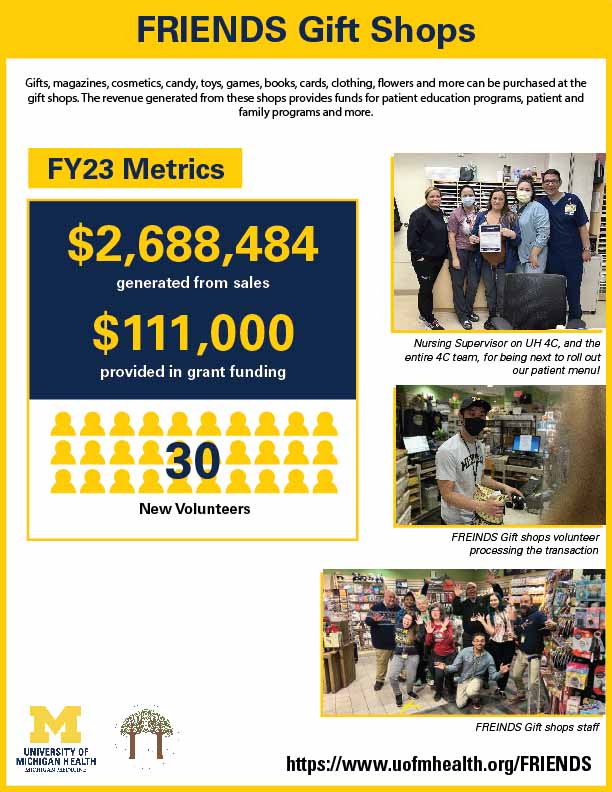 FRIENDS Gift Shops
Gifts, magazines, cosmetics, candy, toys, games, books, cards, clothing, flowers and more can be purchased at the
gift shops. The revenue generated from these shops provides funds for patient education programs, patient and
family programs and more.
FY23 Metrics
$2,688,484
generated from sales
$111,000
provided in grant funding
30
New Volunteers
Nursing Supervisor on UH 4C, and the
entire 4C team, for being next to roll out
our patient menu!
FREINDS Gift shops volunteer
processing the transaction
FREINDS Gift shops staff
M
UNIVERSITY OF
MICHIGAN HEALTH
MICHIGAN MEDICINE
https://www.uofmhealth.org/FRIENDS